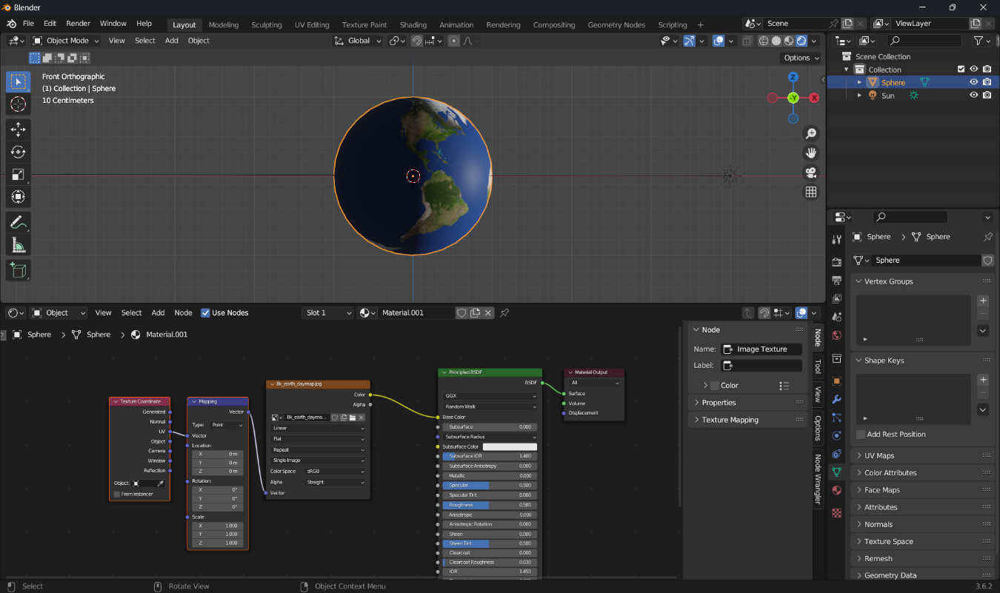 Blender
File Edit Render Window Help Layout Modeling Sculpting UV Editing Texture Paint Shading Animation Rendering Compositing Geometry Nodes Scripting + Scene ViewLayer
Object Mode View Select Add Object Global
Options
Front Orthographic
(1) Collection | Sphere
10 Centimeters
Z
-Y
X
Scene Collection
Collection
Sphere
Sun
Sphere > Sphere
Sphere
Vertex Groups
Shape Keys
Add Rest Position
UV Maps
Color Attributes
Face Maps
Attributes
Normals
Texture Space
Remesh
Geometry Data
Object View Select Add Node Use Nodes Slot 1 Material.001
Sphere > Sphere > Material.001
Texture Coordinate
Generated
Normal
UV
Object
Camera
Window
Reflection
Object:
From Instancer
Mapping
Vector
Type: Point
Vector
Location:
X 0 m
Y 0 m
Z 0 m
Rotation:
X 0°
Y 0°
Z 0°
Scale:
X 1.000
Y 1.000
Z 1.000
8k_earth_daymap.jpg
Color
Alpha
8k_earth_dayma...
Linear
Flat
Repeat
Single Image
Color Space sRGB
Alpha Straight
Vector
Principled BSDF
BSDF
GGX
Random Walk
Base Color
Subsurface 0.000
Subsurface Radius
Subsurface Color
Subsurface IOR 1.400
Subsurface Anisotropy 0.000
Metallic 0.000
Specular 0.500
Specular Tint 0.000
Roughness 0.500
Anisotropic 0.000
Anisotropic Rotation 0.000
Sheen 0.000
Sheen Tint 0.500
Clearcoat 0.000
Clearcoat Roughness 0.030
IOR 1.450
Material Output
All
Surface
Volume
Displacement
Node
Name: Image Texture
Label:
Color
Properties
Texture Mapping
Node
Tool
View
Options
Node Wrangler
Select Rotate View Object Context Menu 3.6.2